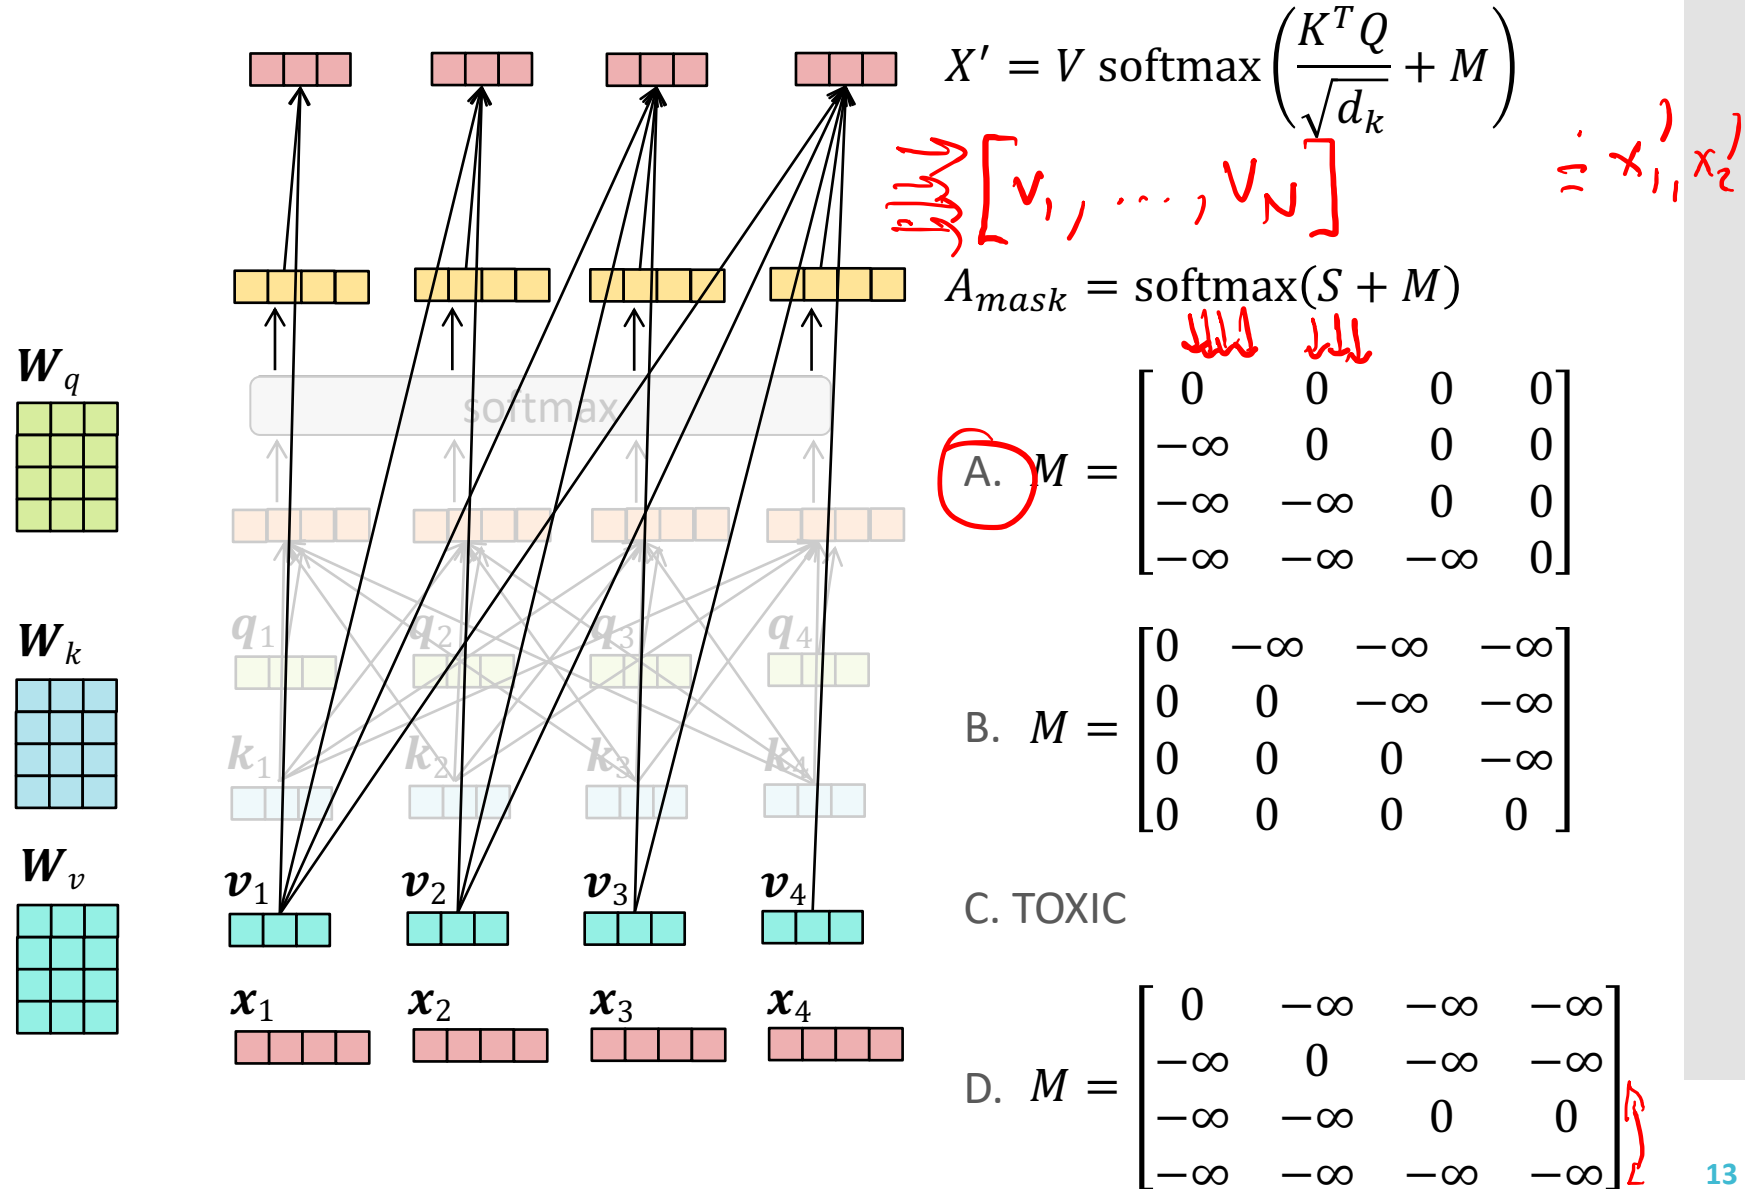 X′ = V softmax(K^T Q / √d_k + M)
[v₁, ..., v_N]
= x₁′, x₂′
A_mask = softmax(S + M)
softmax
W_q
W_k
W_v
q₁ q₂ q₃ q₄
k₁ k₂ k₃ k₄
v₁ v₂ v₃ v₄
x₁ x₂ x₃ x₄
A. M =
0 0 0 0
−∞ 0 0 0
−∞ −∞ 0 0
−∞ −∞ −∞ 0
B. M =
0 −∞ −∞ −∞
0 0 −∞ −∞
0 0 0 −∞
0 0 0 0
C. TOXIC
D. M =
0 −∞ −∞ −∞
−∞ 0 −∞ −∞
−∞ −∞ 0 0
−∞ −∞ −∞ −∞
13